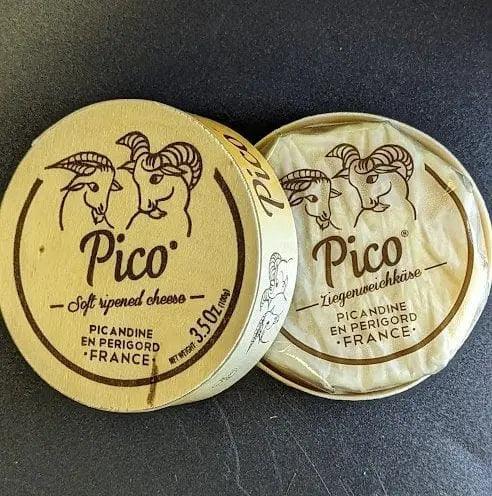 Pico®
Soft ripened cheese
PICANDINE
EN PERIGORD
·FRANCE·
NET WEIGHT: 3.5 Oz (100g)
Pico
Pico®
Ziegenweichkäse
PICANDINE
EN PERIGORD
·FRANCE·